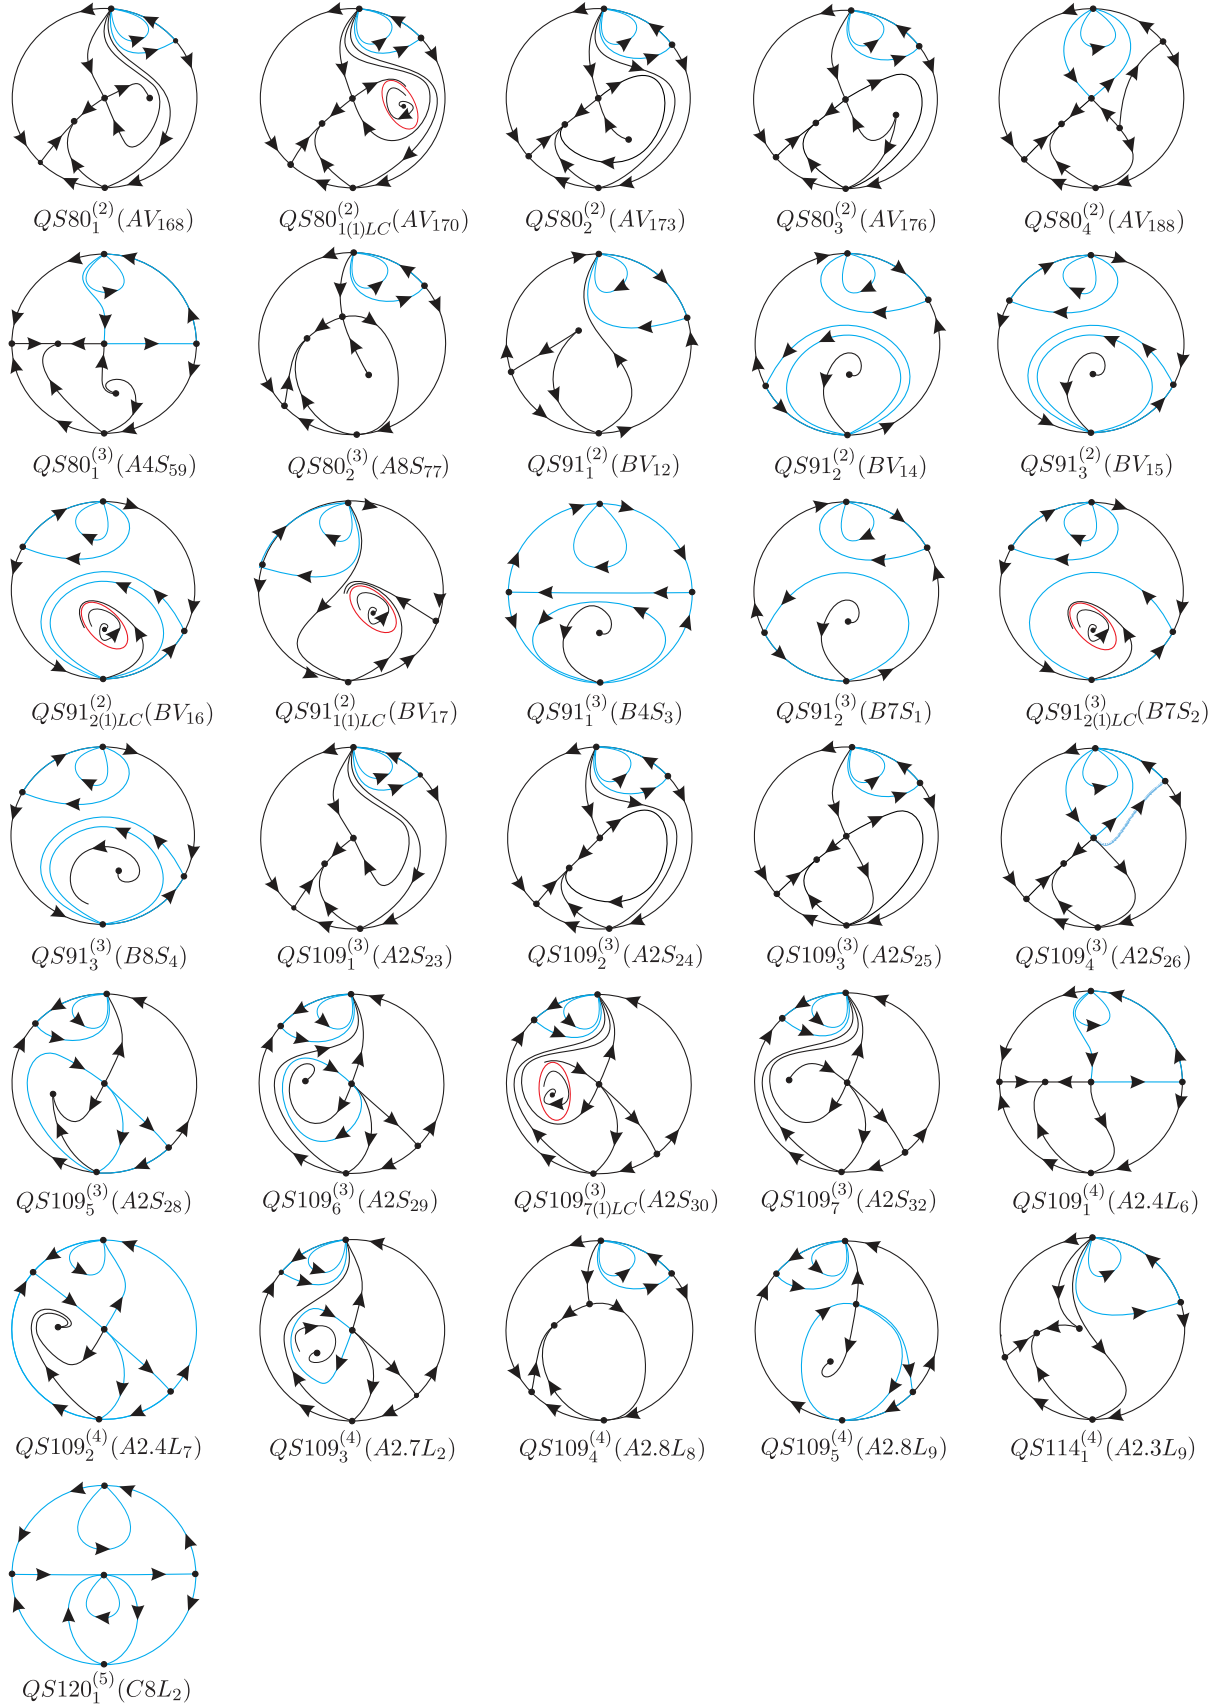 QS80_1^{(2)}(AV_{168}) QS80_{1(1)LC}^{(2)}(AV_{170}) QS80_2^{(2)}(AV_{173}) QS80_3^{(2)}(AV_{176}) QS80_4^{(2)}(AV_{188})
QS80_1^{(3)}(A4S_{59}) QS80_2^{(3)}(A8S_{77}) QS91_1^{(2)}(BV_{12}) QS91_2^{(2)}(BV_{14}) QS91_3^{(2)}(BV_{15})
QS91_{2(1)LC}^{(2)}(BV_{16}) QS91_{1(1)LC}^{(2)}(BV_{17}) QS91_1^{(3)}(B4S_3) QS91_2^{(3)}(B7S_1) QS91_{2(1)LC}^{(3)}(B7S_2)
QS91_3^{(3)}(B8S_4) QS109_1^{(3)}(A2S_{23}) QS109_2^{(3)}(A2S_{24}) QS109_3^{(3)}(A2S_{25}) QS109_4^{(3)}(A2S_{26})
QS109_5^{(3)}(A2S_{28}) QS109_6^{(3)}(A2S_{29}) QS109_{7(1)LC}^{(3)}(A2S_{30}) QS109_7^{(3)}(A2S_{32}) QS109_1^{(4)}(A2.4L_6)
QS109_2^{(4)}(A2.4L_7) QS109_3^{(4)}(A2.7L_2) QS109_4^{(4)}(A2.8L_8) QS109_5^{(4)}(A2.8L_9) QS114_1^{(4)}(A2.3L_9)
QS120_1^{(5)}(C8L_2)